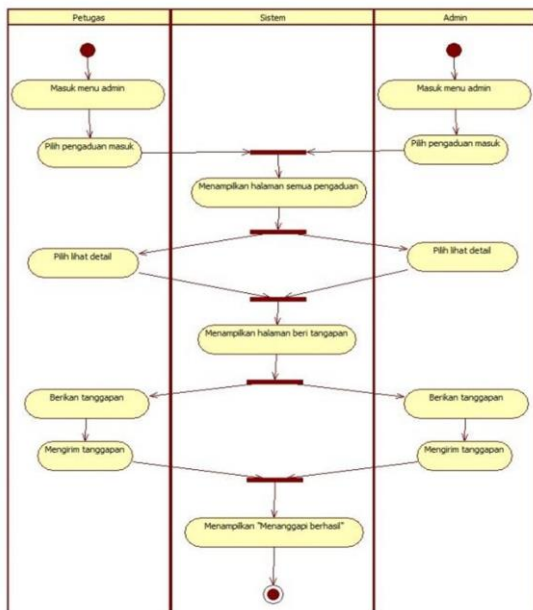 Petugas
Sistem
Admin
Masuk menu admin
Masuk menu admin
Pilih pengaduan masuk
Pilih pengaduan masuk
Menampilkan halaman semua pengaduan
Pilih lihat detail
Pilih lihat detail
Menampilkan halaman beri tangapan
Berikan tanggapan
Berikan tanggapan
Mengirim tanggapan
Mengirim tanggapan
Menampilkan "Menanggapi berhasil"